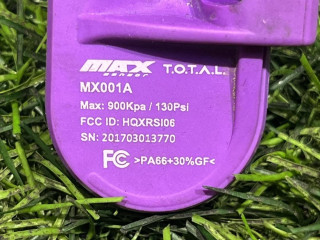 MAX sensor T.O.T.A.L.
MX001A
Max: 900Kpa / 130Psi
FCC ID: HQXRSI06
SN: 201703013770
FC >PA66+30%GF<